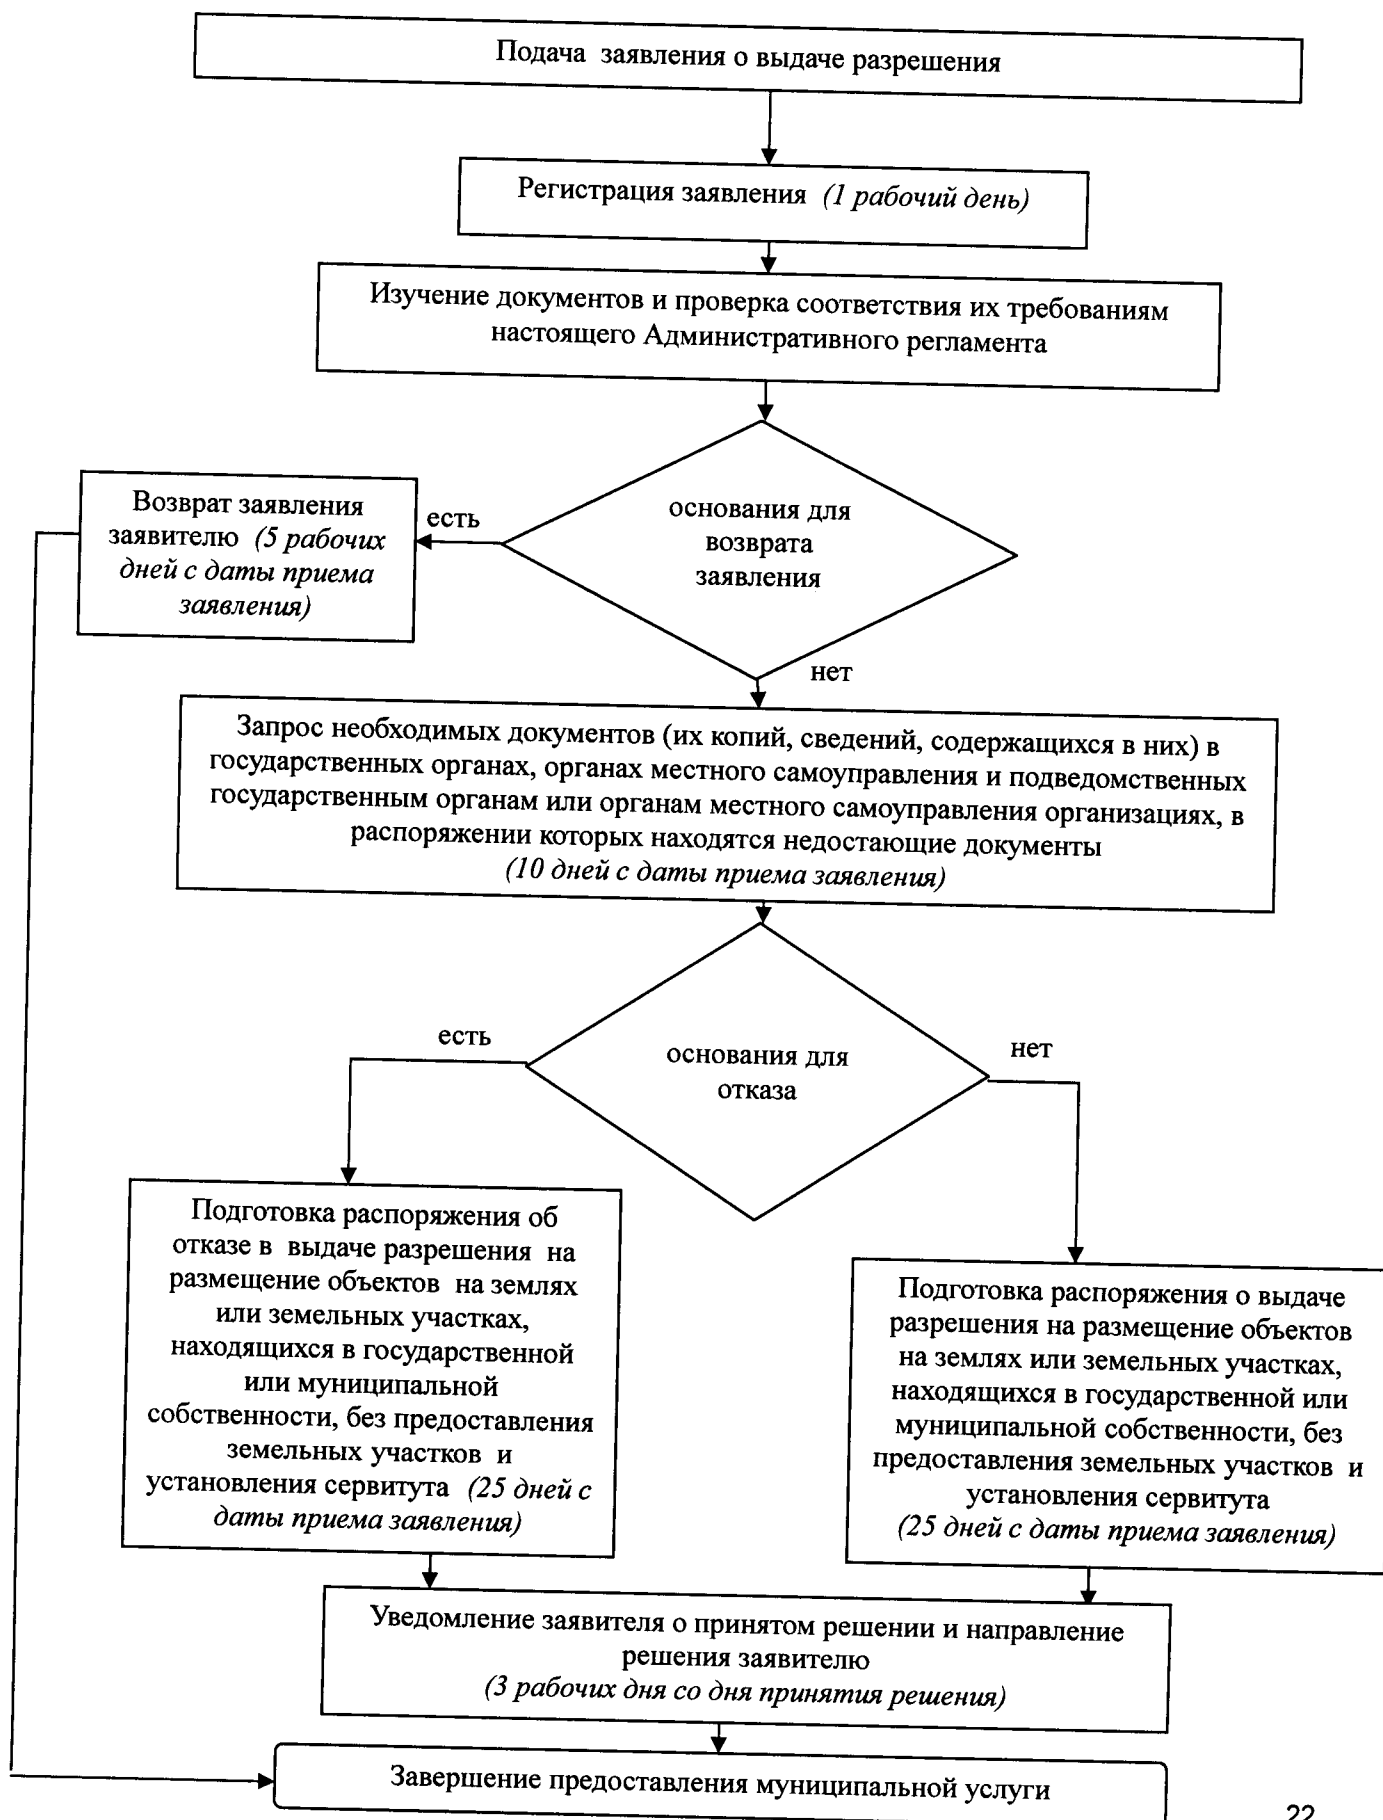 Подача заявления о выдаче разрешения
Регистрация заявления (1 рабочий день)
Изучение документов и проверка соответствия их требованиям
настоящего Административного регламента
основания для
возврата
заявления
есть
Возврат заявления
заявителю (5 рабочих
дней с даты приема
заявления)
нет
Запрос необходимых документов (их копий, сведений, содержащихся в них) в
государственных органах, органах местного самоуправления и подведомственных
государственным органам или органам местного самоуправления организациях, в
распоряжении которых находятся недостающие документы
(10 дней с даты приема заявления)
есть
основания для
отказа
нет
Подготовка распоряжения об
отказе в выдаче разрешения на
размещение объектов на землях
или земельных участках,
находящихся в государственной
или муниципальной
собственности, без предоставления
земельных участков и
установления сервитута (25 дней с
даты приема заявления)
Подготовка распоряжения о выдаче
разрешения на размещение объектов
на землях или земельных участках,
находящихся в государственной или
муниципальной собственности, без
предоставления земельных участков и
установления сервитута
(25 дней с даты приема заявления)
Уведомление заявителя о принятом решении и направление
решения заявителю
(3 рабочих дня со дня принятия решения)
Завершение предоставления муниципальной услуги
22